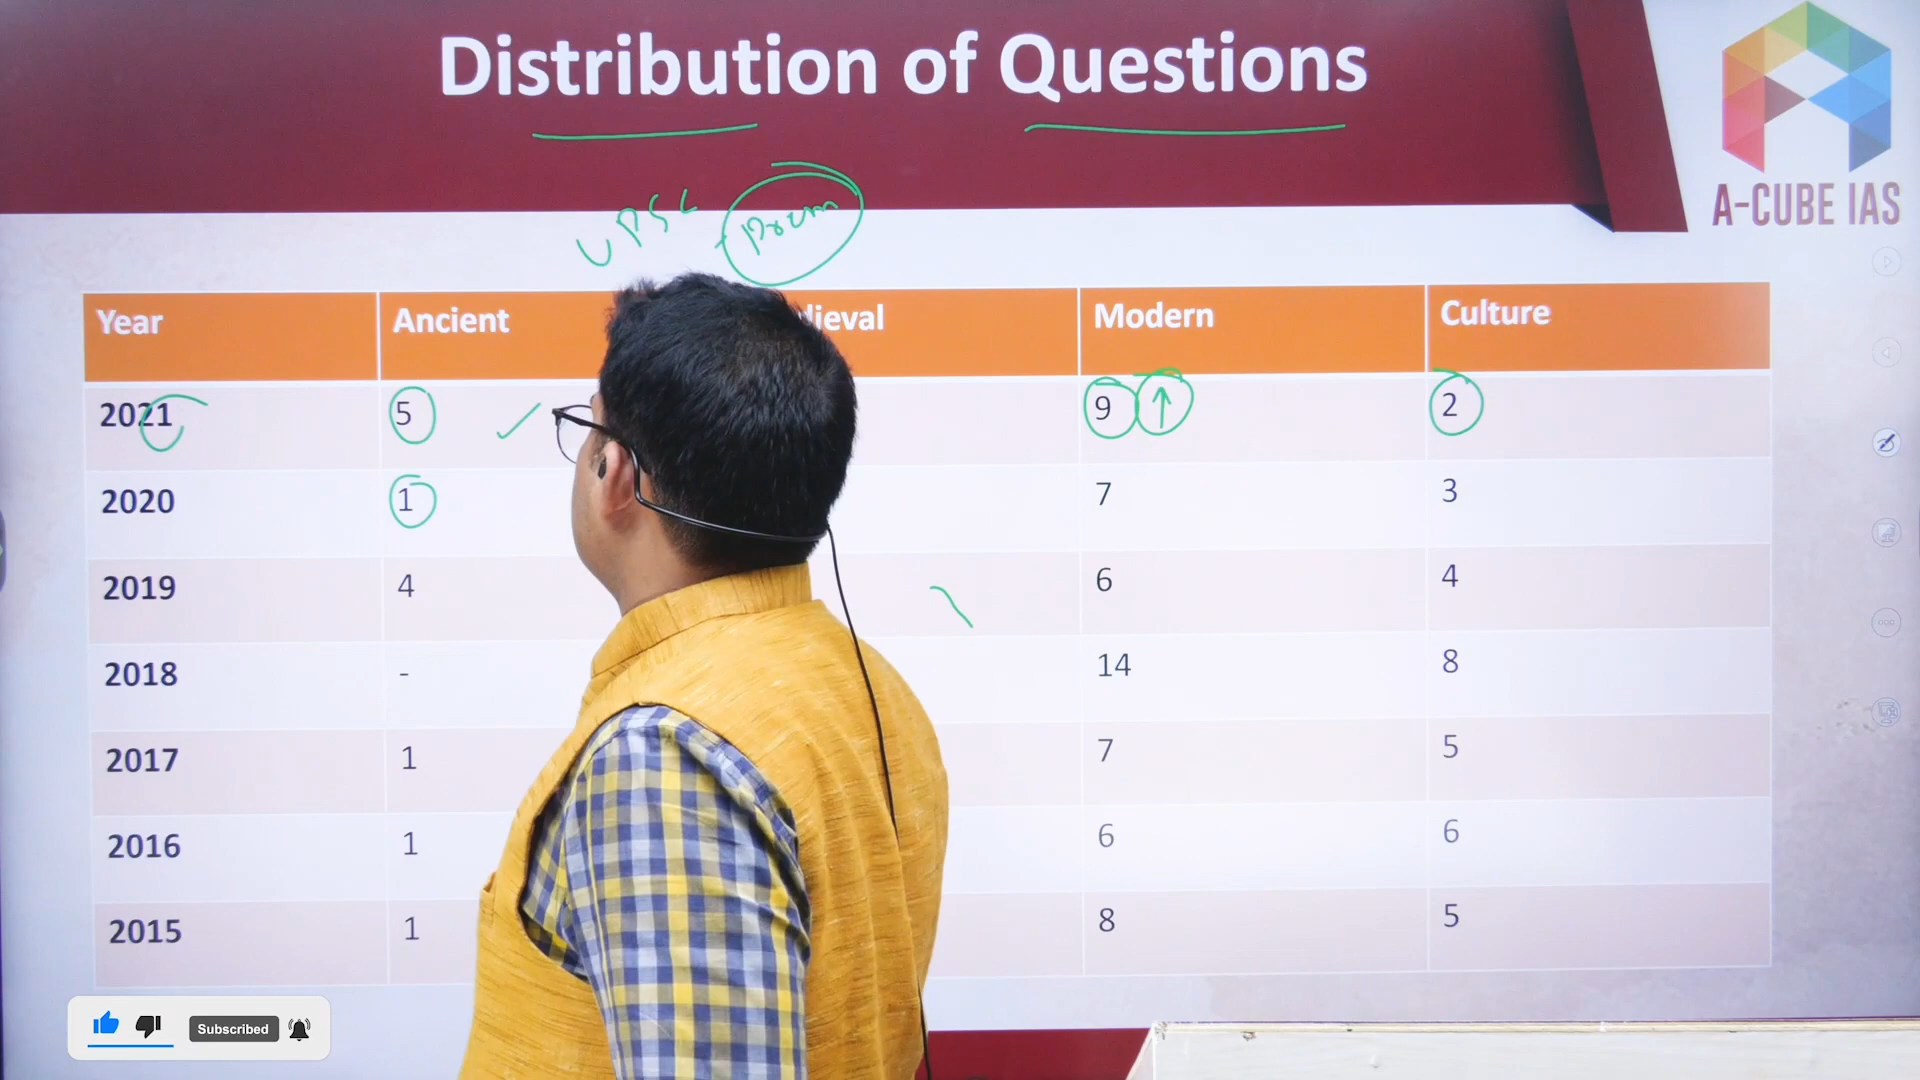 Distribution of Questions
A-CUBE IAS
UPSC prem
Year Ancient dieval Modern Culture
2021 5 9 ↑ 2
2020 1 7 3
2019 4 6 4
2018 - 14 8
2017 1 7 5
2016 1 6 6
2015 1 8 5
Subscribed